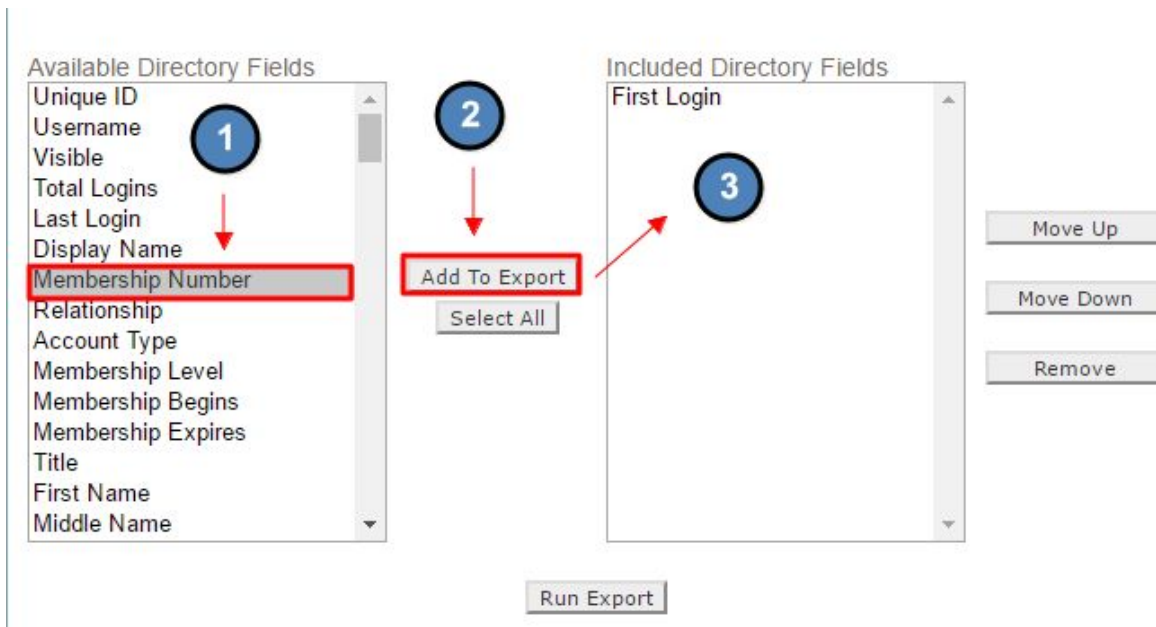 Available Directory Fields
Unique ID
Username
Visible
Total Logins
Last Login
Display Name
Membership Number
Relationship
Account Type
Membership Level
Membership Begins
Membership Expires
Title
First Name
Middle Name
1
2
Add To Export
Select All
Included Directory Fields
First Login
3
Move Up
Move Down
Remove
Run Export